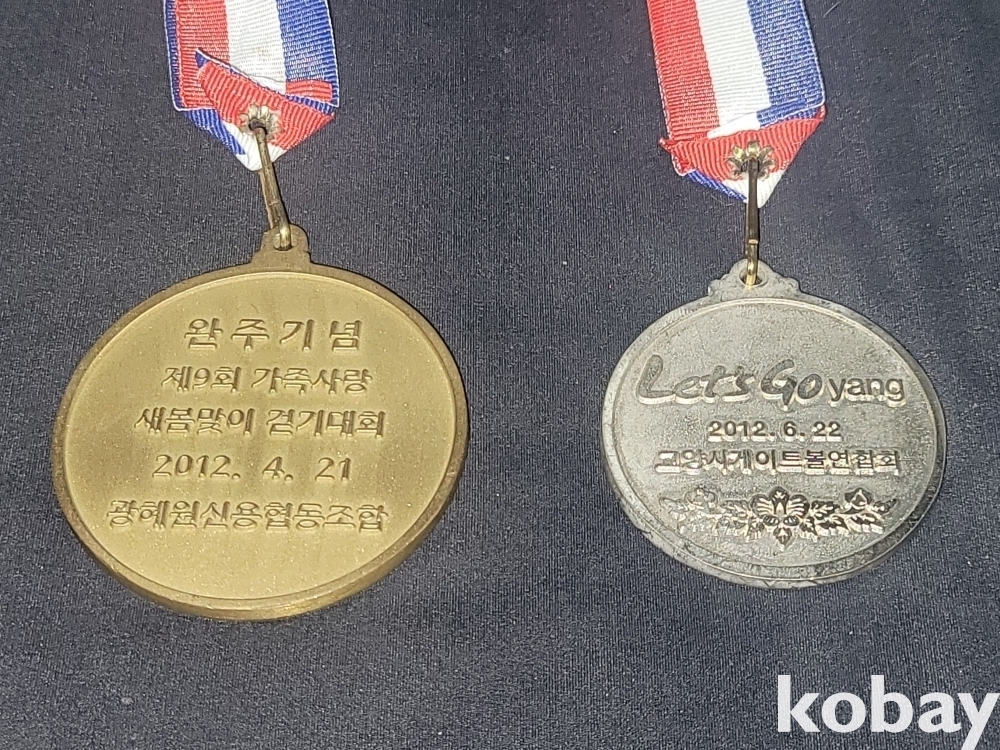 완주기념
제9회 가족사랑
새봄맞이 걷기대회
2012. 4. 21
광혜원신용협동조합
Let's Goyang
2012. 6. 22
고양시게이트볼연합회
kobay